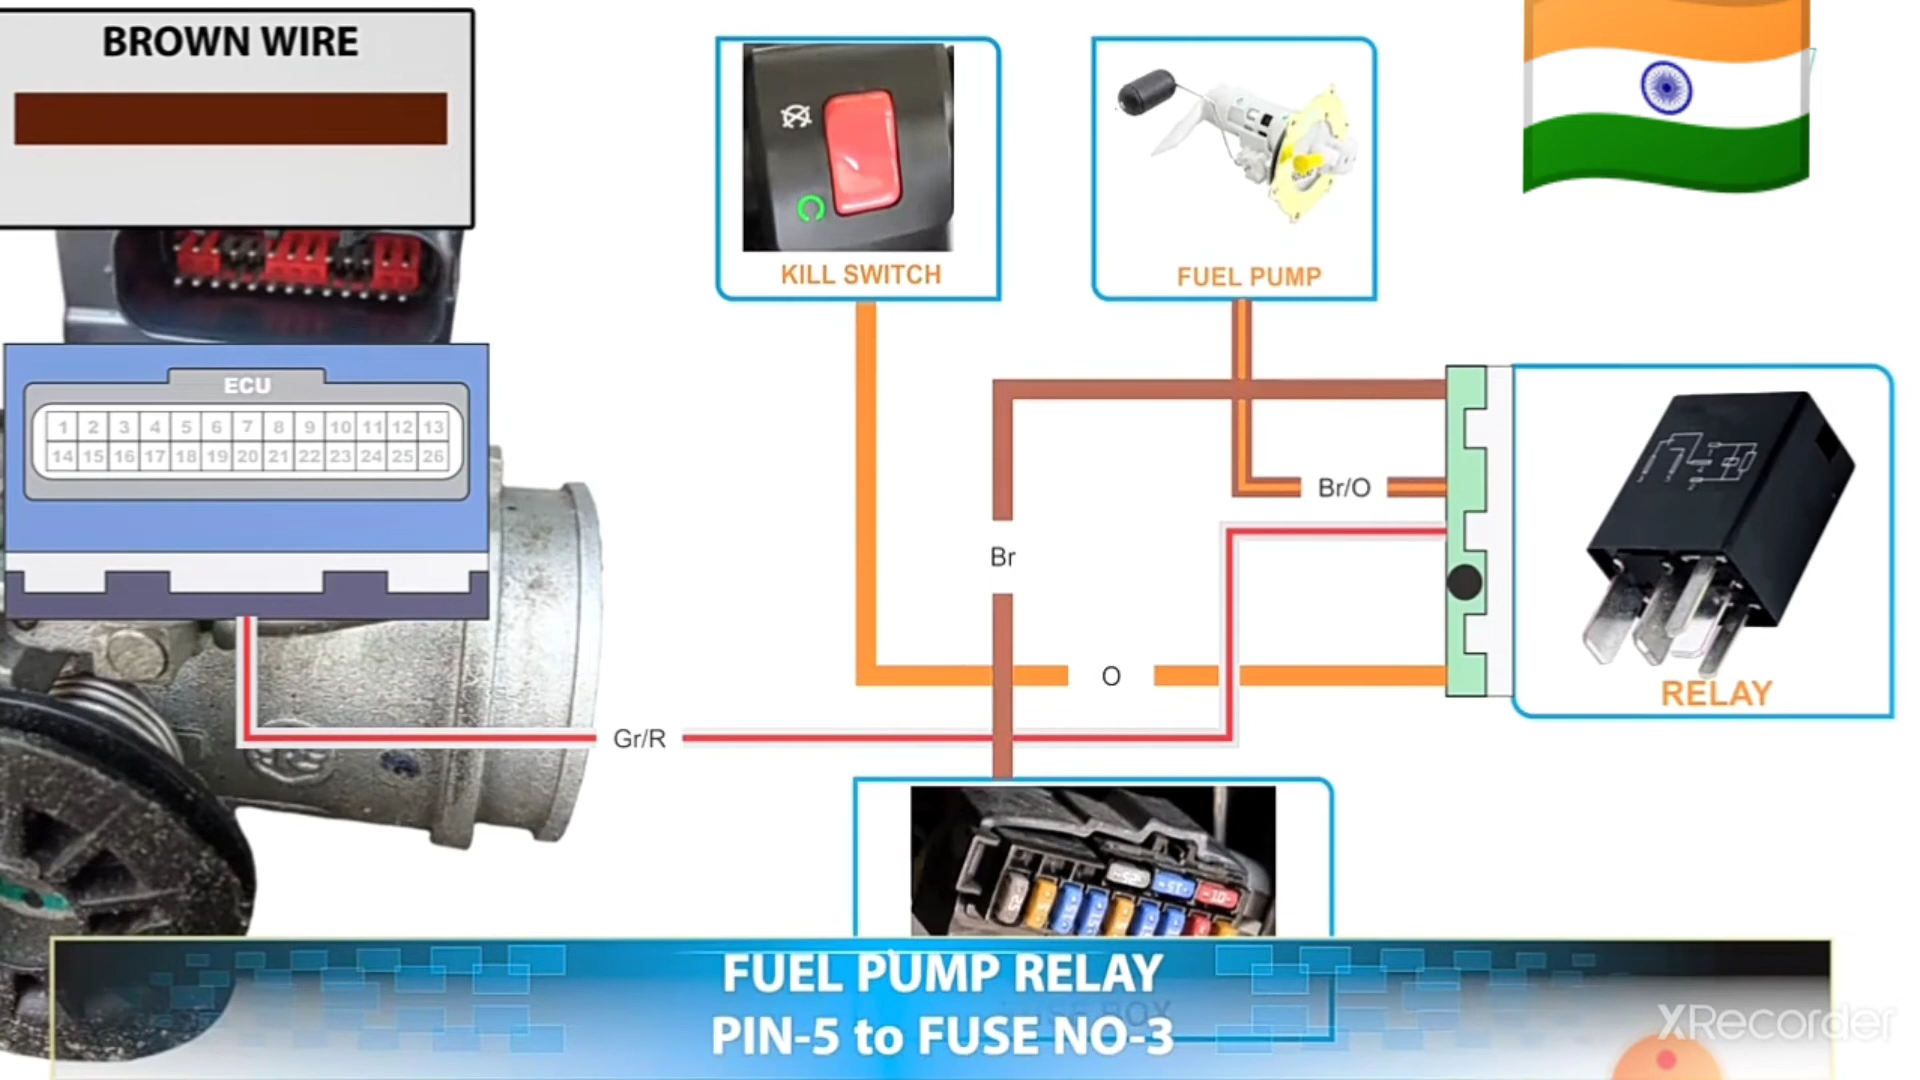 BROWN WIRE
KILL SWITCH
FUEL PUMP
ECU
1 2 3 4 5 6 7 8 9 10 11 12 13
14 15 16 17 18 19 20 21 22 23 24 25 26
Br/O
Br
O
RELAY
Gr/R
FUEL PUMP RELAY
PIN-5 to FUSE NO-3
XRecorder